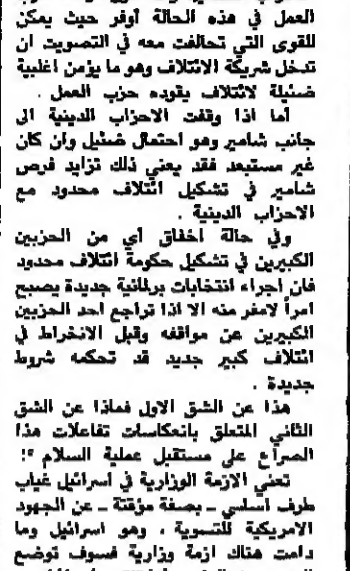 العمل في هذه الحالة أوفر حيث يمكن
للقوى التي تحالفت معه في التصويت ان
تدخل شريكة الائتلاف وهو ما يؤمن اغلبية
ضئيلة لائتلاف يقوده حزب العمل .
أما اذا وقفت الاحزاب الدينية الى
جانب شامير وهو احتمال ضئيل وان كان
غير مستبعد فقد يعني ذلك تزايد فرص
شامير في تشكيل ائتلاف محدود مع
الاحزاب الدينية .
وفي حالة اخفاق أي من الحزبين
الكبيرين في تشكيل حكومة ائتلاف محدود
فان إجراء انتخابات برلمانية جديدة يصبح
امراً لامفر منه الا اذا تراجع احد الحزبين
الكبيرين عن مواقفه وقبل الانخراط في
ائتلاف كبير جديد قد تحكمه شروط
جديدة .
هذا عن الشق الاول فماذا عن الشق
الثاني المتعلق بانعكاسات تفاعلات هذا
الصراع على مستقبل عملية السلام ؟!
تعني الازمة الوزارية في اسرائيل غياب
طرف اساسي ـ بصفة مؤقتة ـ عن الجهود
الامريكية للتسوية ، وهو اسرائيل وما
دامت هناك ازمة وزارية فسوف توضع